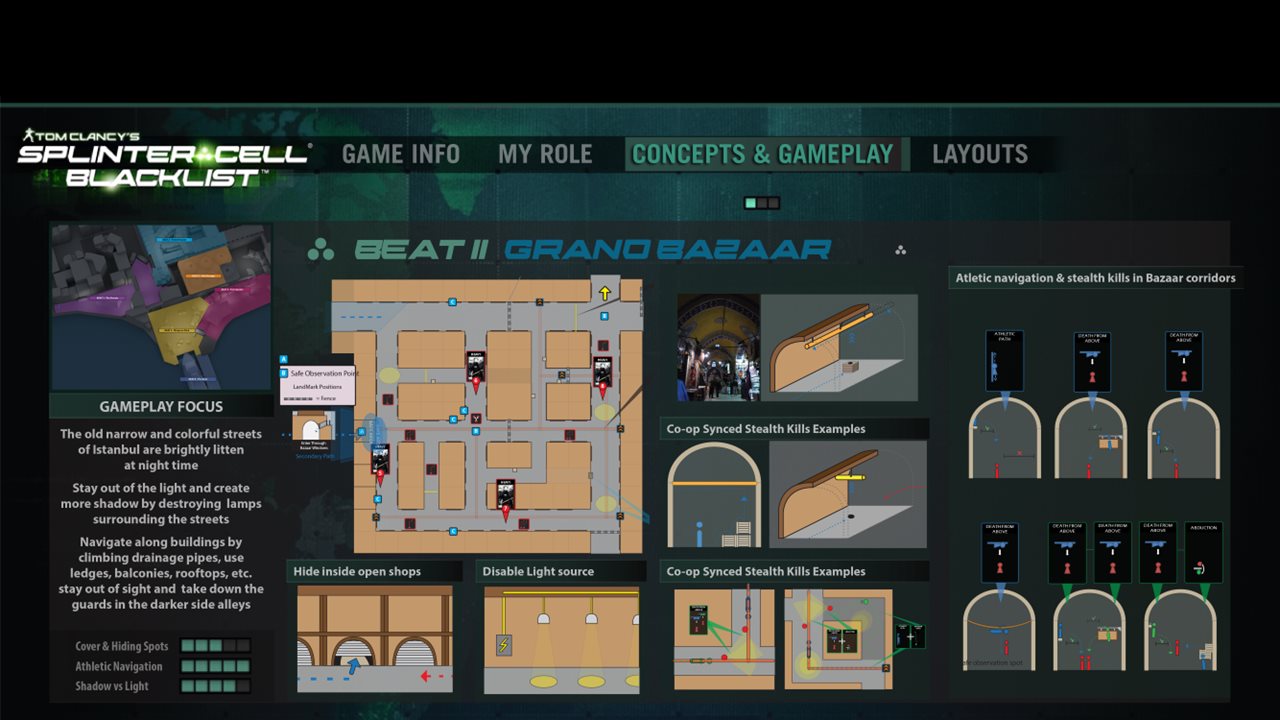 TOM CLANCY'S
SPLINTER CELL
BLACKLIST™
GAME INFO
MY ROLE
CONCEPTS & GAMEPLAY
LAYOUTS
BEAT II GRAND BAZAAR
GAMEPLAY FOCUS
The old narrow and colorful streets
of Istanbul are brightly litten
at night time
Stay out of the light and create
more shadow by destroying lamps
surrounding the streets
Navigate along buildings by
climbing drainage pipes, use
ledges, balconies, rooftops, etc.
stay out of sight and take down the
guards in the darker side alleys
Cover & Hiding Spots
Athletic Navigation
Shadow vs Light
A
B Safe Observation Point
LandMark Positions
= Fence
Enter Through
Bazaar Windows
Secondary Path
Hide inside open shops
Disable Light source
Co-op Synced Stealth Kills Examples
Co-op Synced Stealth Kills Examples
Atletic navigation & stealth kills in Bazaar corridors
ATHLETIC
PATH
DEATH FROM
ABOVE
DEATH FROM
ABOVE
DEATH FROM
ABOVE
DEATH FROM
ABOVE
DEATH FROM
ABOVE
DEATH FROM
ABOVE
ABDUCTION
safe observation spot